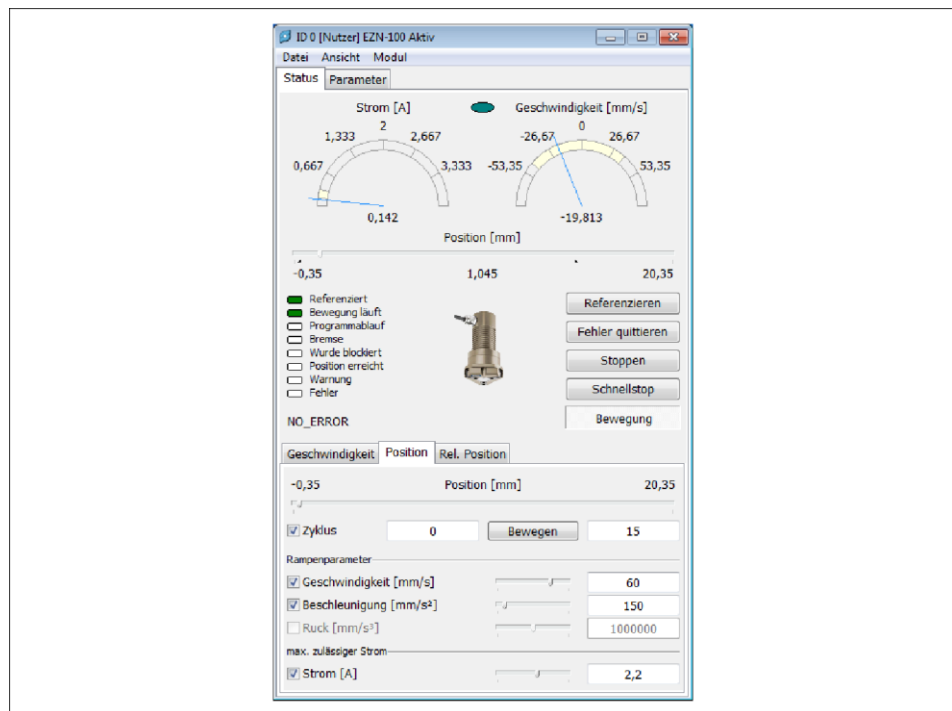 ID 0 [Nutzer] EZN-100 Aktiv
Datei Ansicht Modul
Status Parameter
Strom [A] Geschwindigkeit [mm/s]
2 0
1,333 2,667 -26,67 26,67
0,667 3,333 -53,35 53,35
0,142 -19,813
Position [mm]
-0,35 1,045 20,35
Referenziert
Bewegung läuft
Programmablauf
Bremse
Wurde blockiert
Position erreicht
Warnung
Fehler
NO_ERROR
Referenzieren
Fehler quittieren
Stoppen
Schnellstop
Bewegung
Geschwindigkeit Position Rel. Position
-0,35 Position [mm] 20,35
Zyklus 0 Bewegen 15
Rampenparameter
Geschwindigkeit [mm/s] 60
Beschleunigung [mm/s²] 150
Ruck [mm/s³] 1000000
max. zulässiger Strom
Strom [A] 2,2